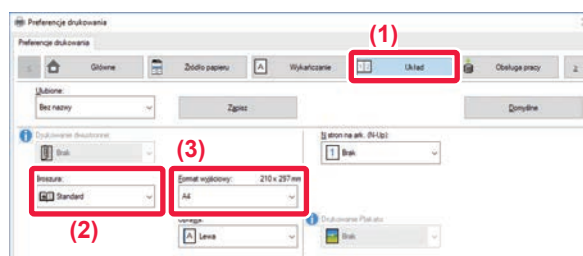 Preferencje drukowania
Preferencje drukowania
(1)
Główne
Źródło papieru
Wykańczanie
Układ
Obsługa pracy
Ulubione:
Bez nazwy
Zapisz
Domyślne
Drukowanie dwustronne:
Brak
(3)
N stron na ark. (N-Up):
1 Brak
Broszura:
Standard
Format wyjściowy: 210 x 297 mm
A4
(2)
A Lewa
Drukowanie Plakatu:
Brak